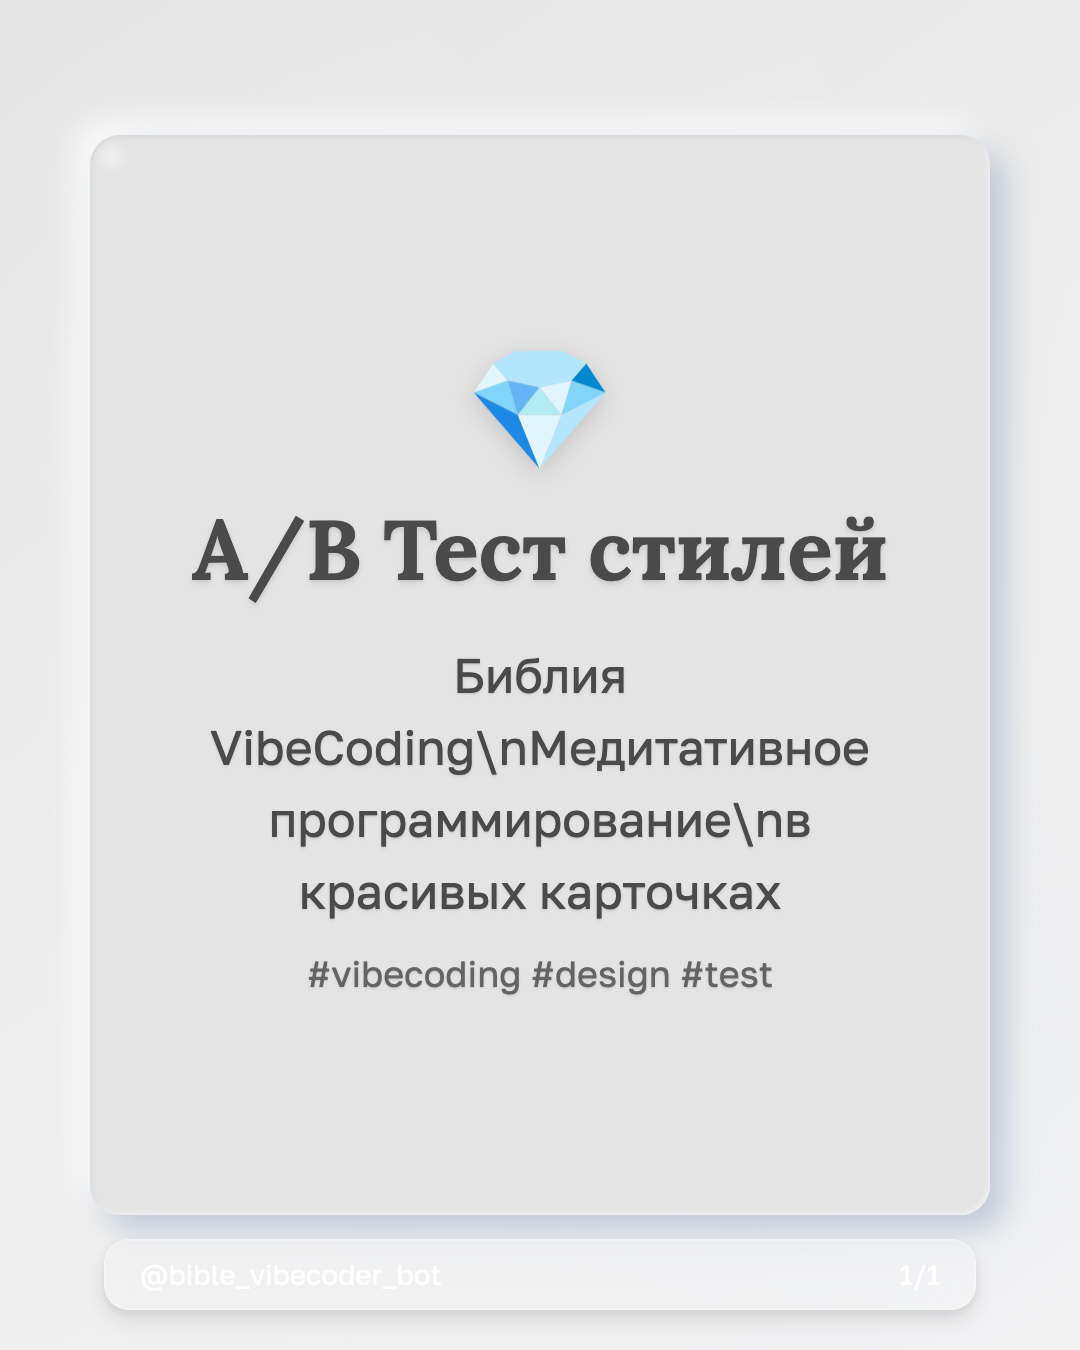 А/В Тест стилей
Библия
VibeCoding\nМедитативное
программирование\nв
красивых карточках
#vibecoding #design #test
@bible_vibecoder_bot
1/1